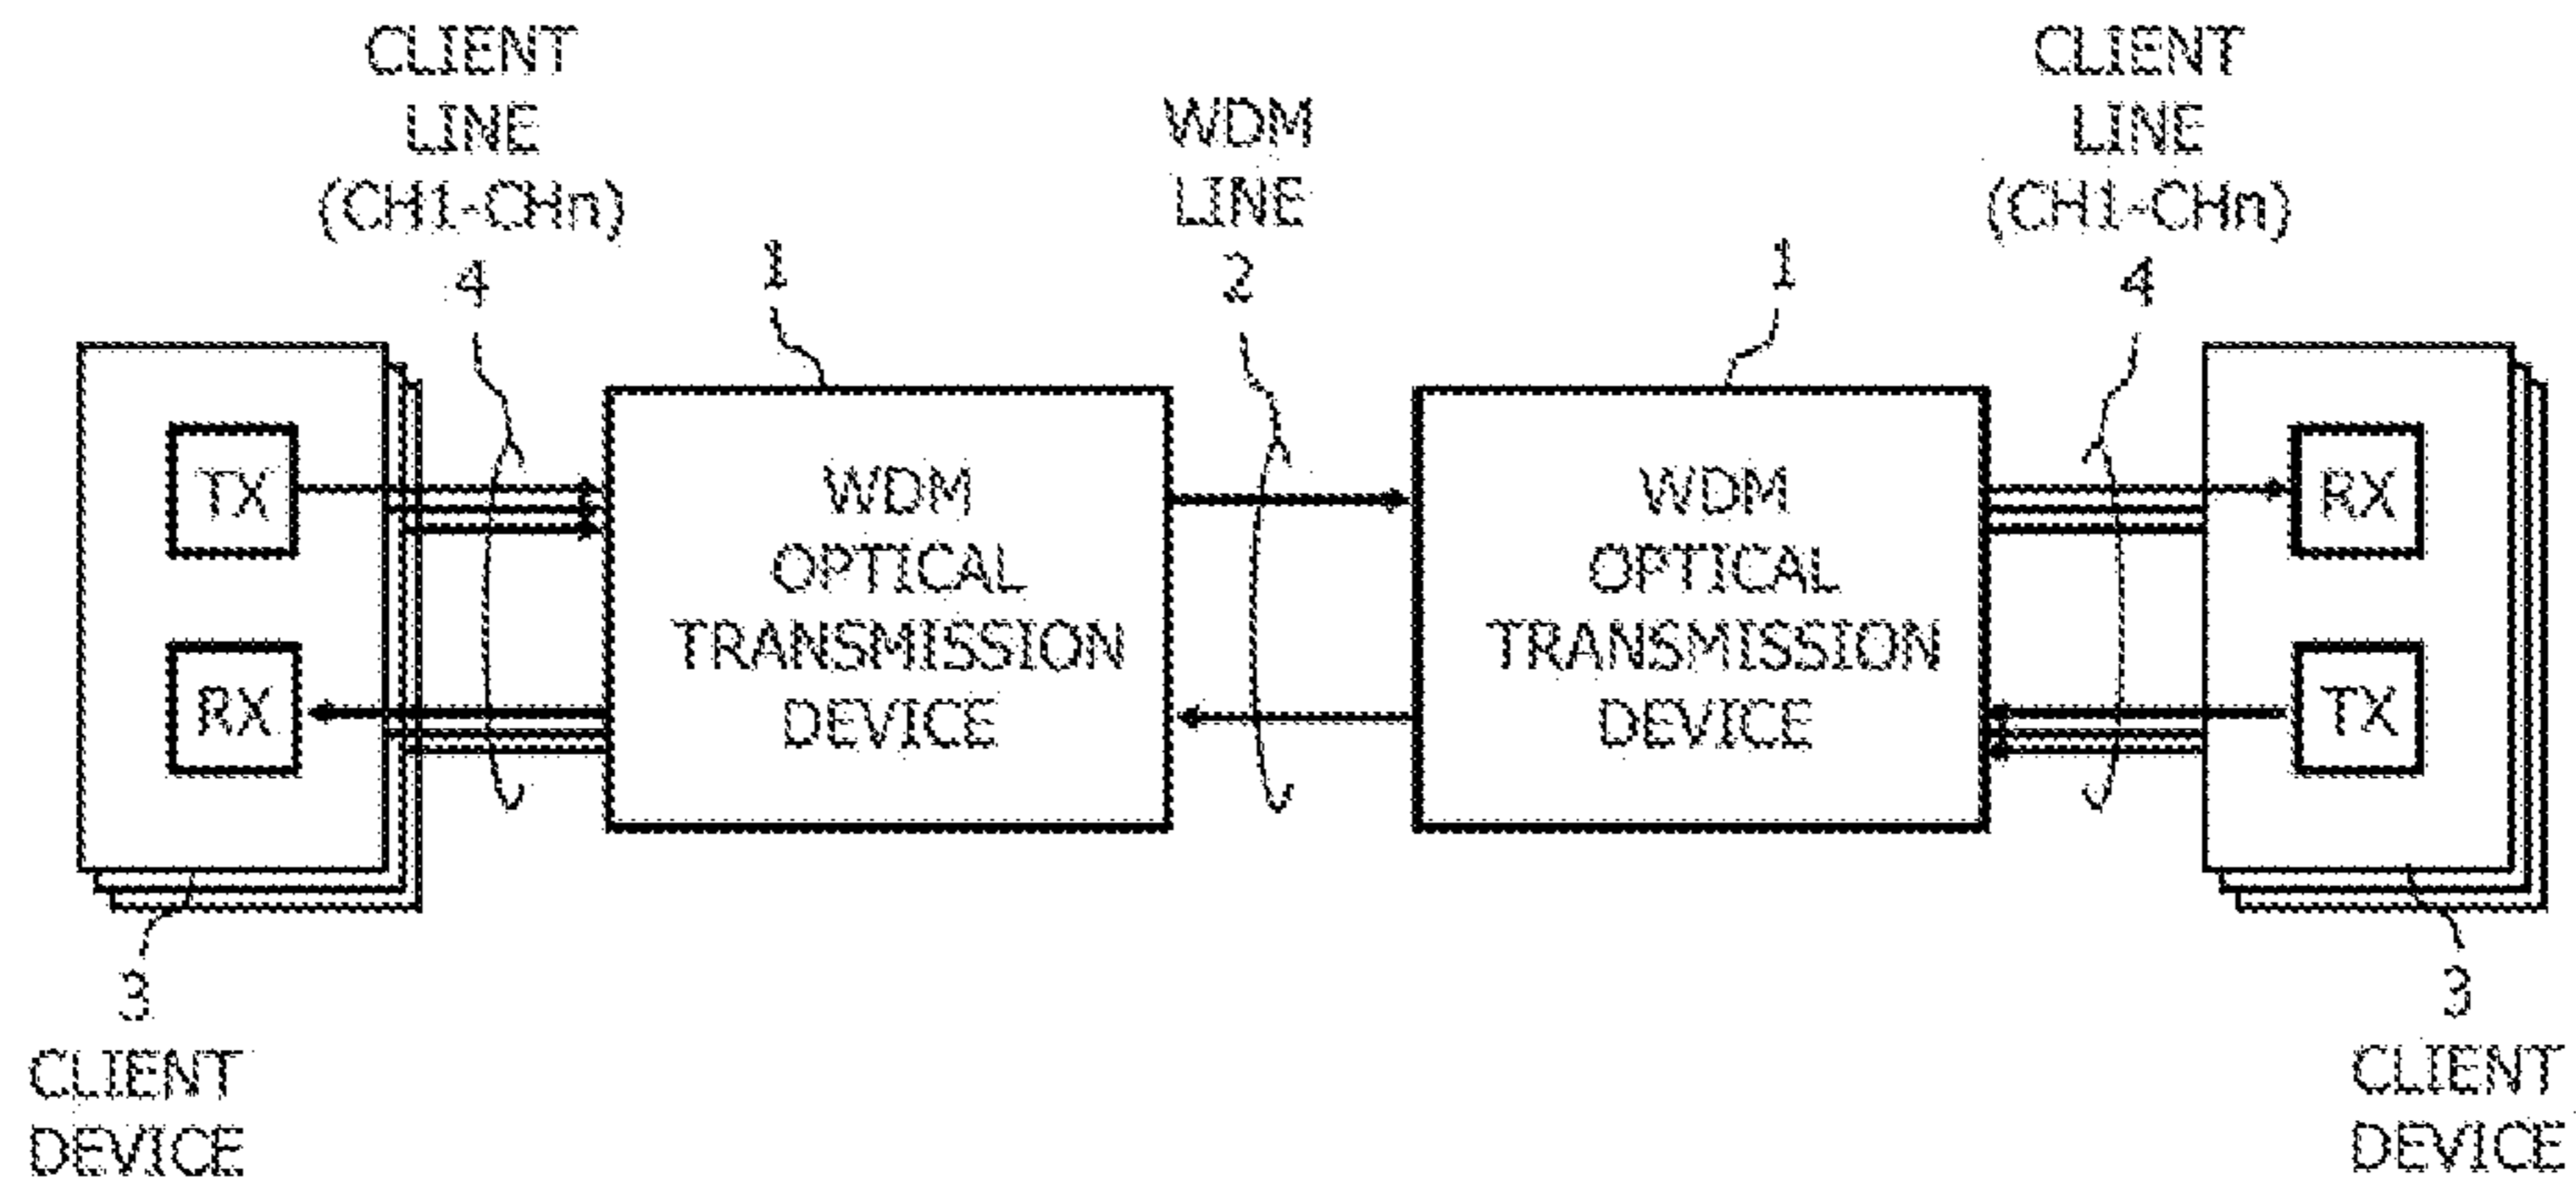 CLIENT
LINE
(CH1-CHn)
4
1
WDM
LINE
2
1
CLIENT
LINE
(CH1-CHn)
4
TX
RX
WDM
OPTICAL
TRANSMISSION
DEVICE
WDM
OPTICAL
TRANSMISSION
DEVICE
RX
TX
3
CLIENT
DEVICE
3
CLIENT
DEVICE